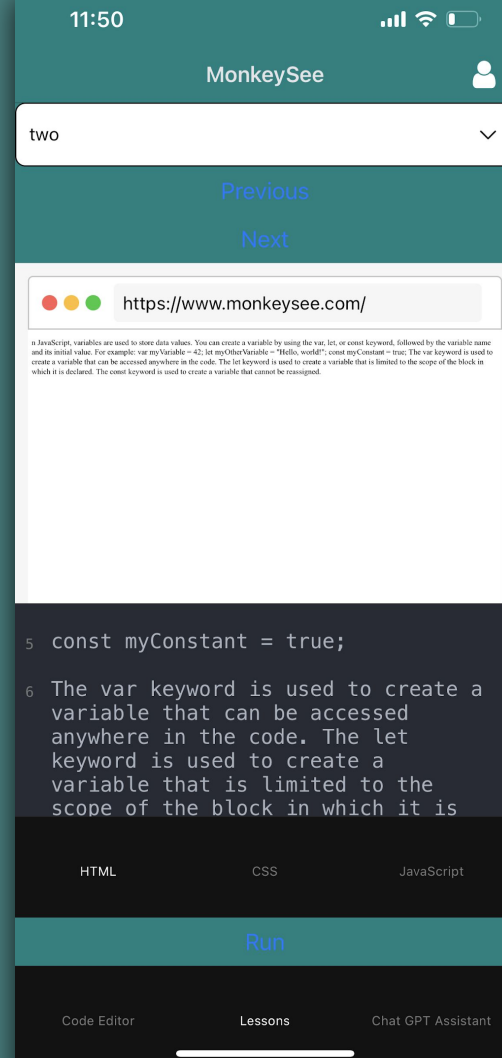 11:50
MonkeySee
two
Previous
Next
https://www.monkeysee.com/
n JavaScript, variables are used to store data values. You can create a variable by using the var, let, or const keyword, followed by the variable name
and its initial value. For example: var myVariable = 42; let myOtherVariable = "Hello, world!"; const myConstant = true; The var keyword is used to
create a variable that can be accessed anywhere in the code. The let keyword is used to create a variable that is limited to the scope of the block in
which it is declared. The const keyword is used to create a variable that cannot be reassigned.
5 const myConstant = true;
6 The var keyword is used to create a
variable that can be accessed
anywhere in the code. The let
keyword is used to create a
variable that is limited to the
scope of the block in which it is
HTML CSS JavaScript
Run
Code Editor Lessons Chat GPT Assistant